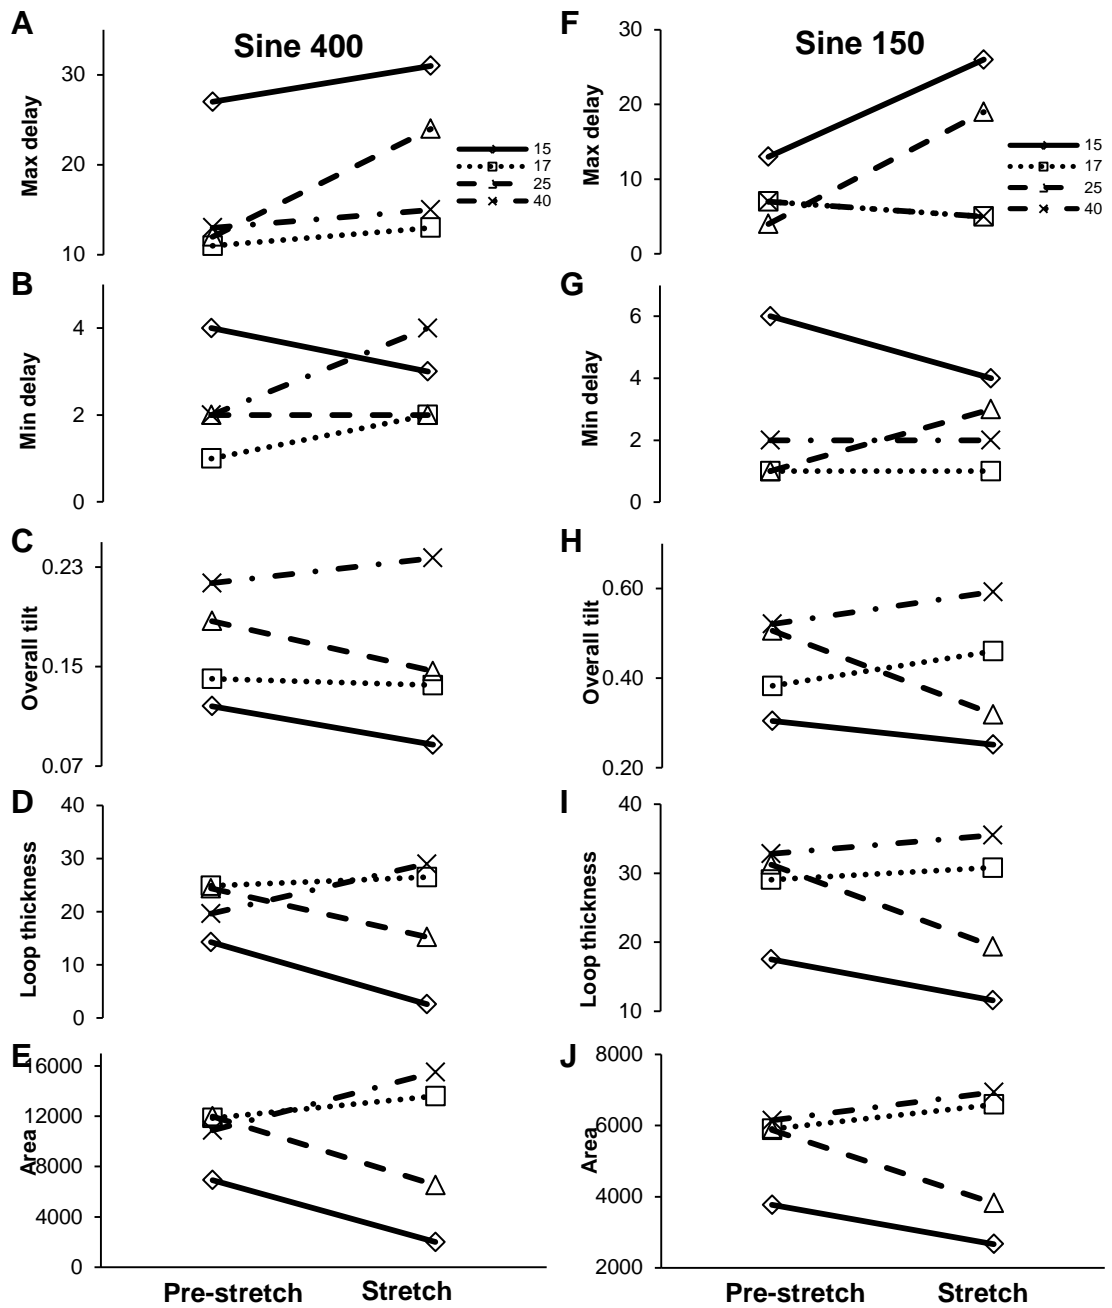 A
Sine 400
Max delay
30
20
10
15
17
25
40
B
Min delay
4
2
0
C
Overall tilt
0.23
0.15
0.07
D
Loop thickness
40
30
20
10
0
E
Area
16000
12000
8000
4000
0
Pre-stretch
Stretch
F
Sine 150
Max delay
30
20
10
0
15
17
25
40
G
Min delay
6
4
2
0
H
Overall tilt
0.60
0.40
0.20
I
Loop thickness
40
30
20
10
J
Area
8000
6000
4000
2000
Pre-stretch
Stretch